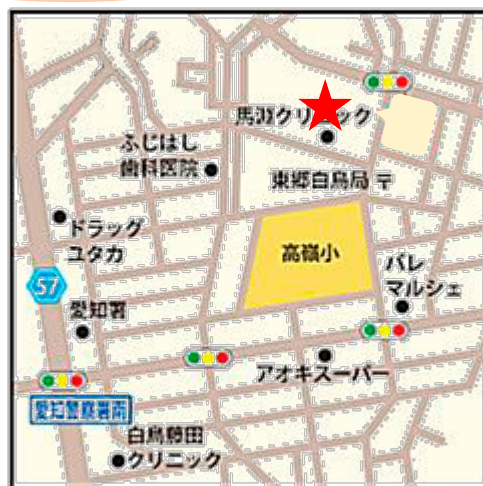 馬渕クリニック
ふじはし
歯科医院
東郷白鳥局 〒
ドラッグ
ユタカ
高嶺小
パレ
マルシェ
57
愛知署
アオキスーパー
愛知警察署南
白鳥藤田
クリニック